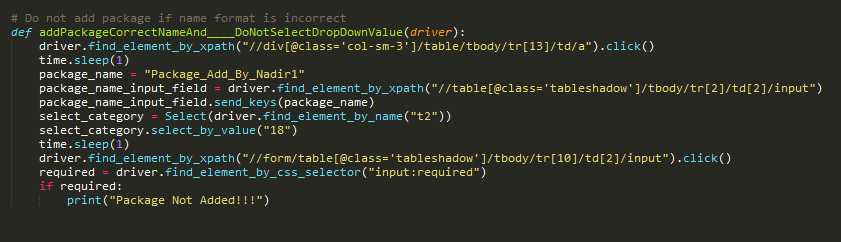 # Do not add package if name format is incorrect
def addPackageCorrectNameAnd____DoNotSelectDropDownValue(driver):
    driver.find_element_by_xpath("//div[@class='col-sm-3']/table/tbody/tr[13]/td/a").click()
    time.sleep(1)
    package_name = "Package_Add_By_Nadir1"
    package_name_input_field = driver.find_element_by_xpath("//table[@class='tableshadow']/tbody/tr[2]/td[2]/input")
    package_name_input_field.send_keys(package_name)
    select_category = Select(driver.find_element_by_name("t2"))
    select_category.select_by_value("18")
    time.sleep(1)
    driver.find_element_by_xpath("//form/table[@class='tableshadow']/tbody/tr[10]/td[2]/input").click()
    required = driver.find_element_by_css_selector("input:required")
    if required:
        print("Package Not Added!!!")